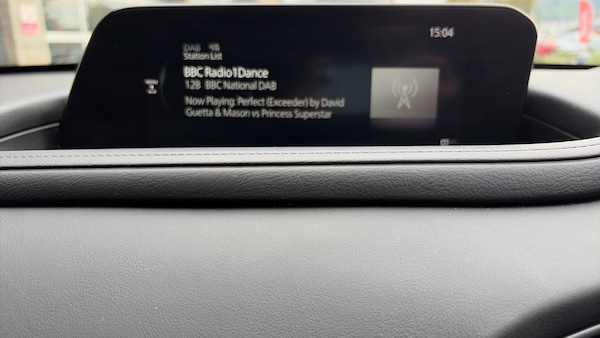 15:04
DAB
Station List
BBC Radio1Dance
12B BBC National DAB
Now Playing: Perfect (Exceeder) by David
Guetta & Mason vs Princess Superstar